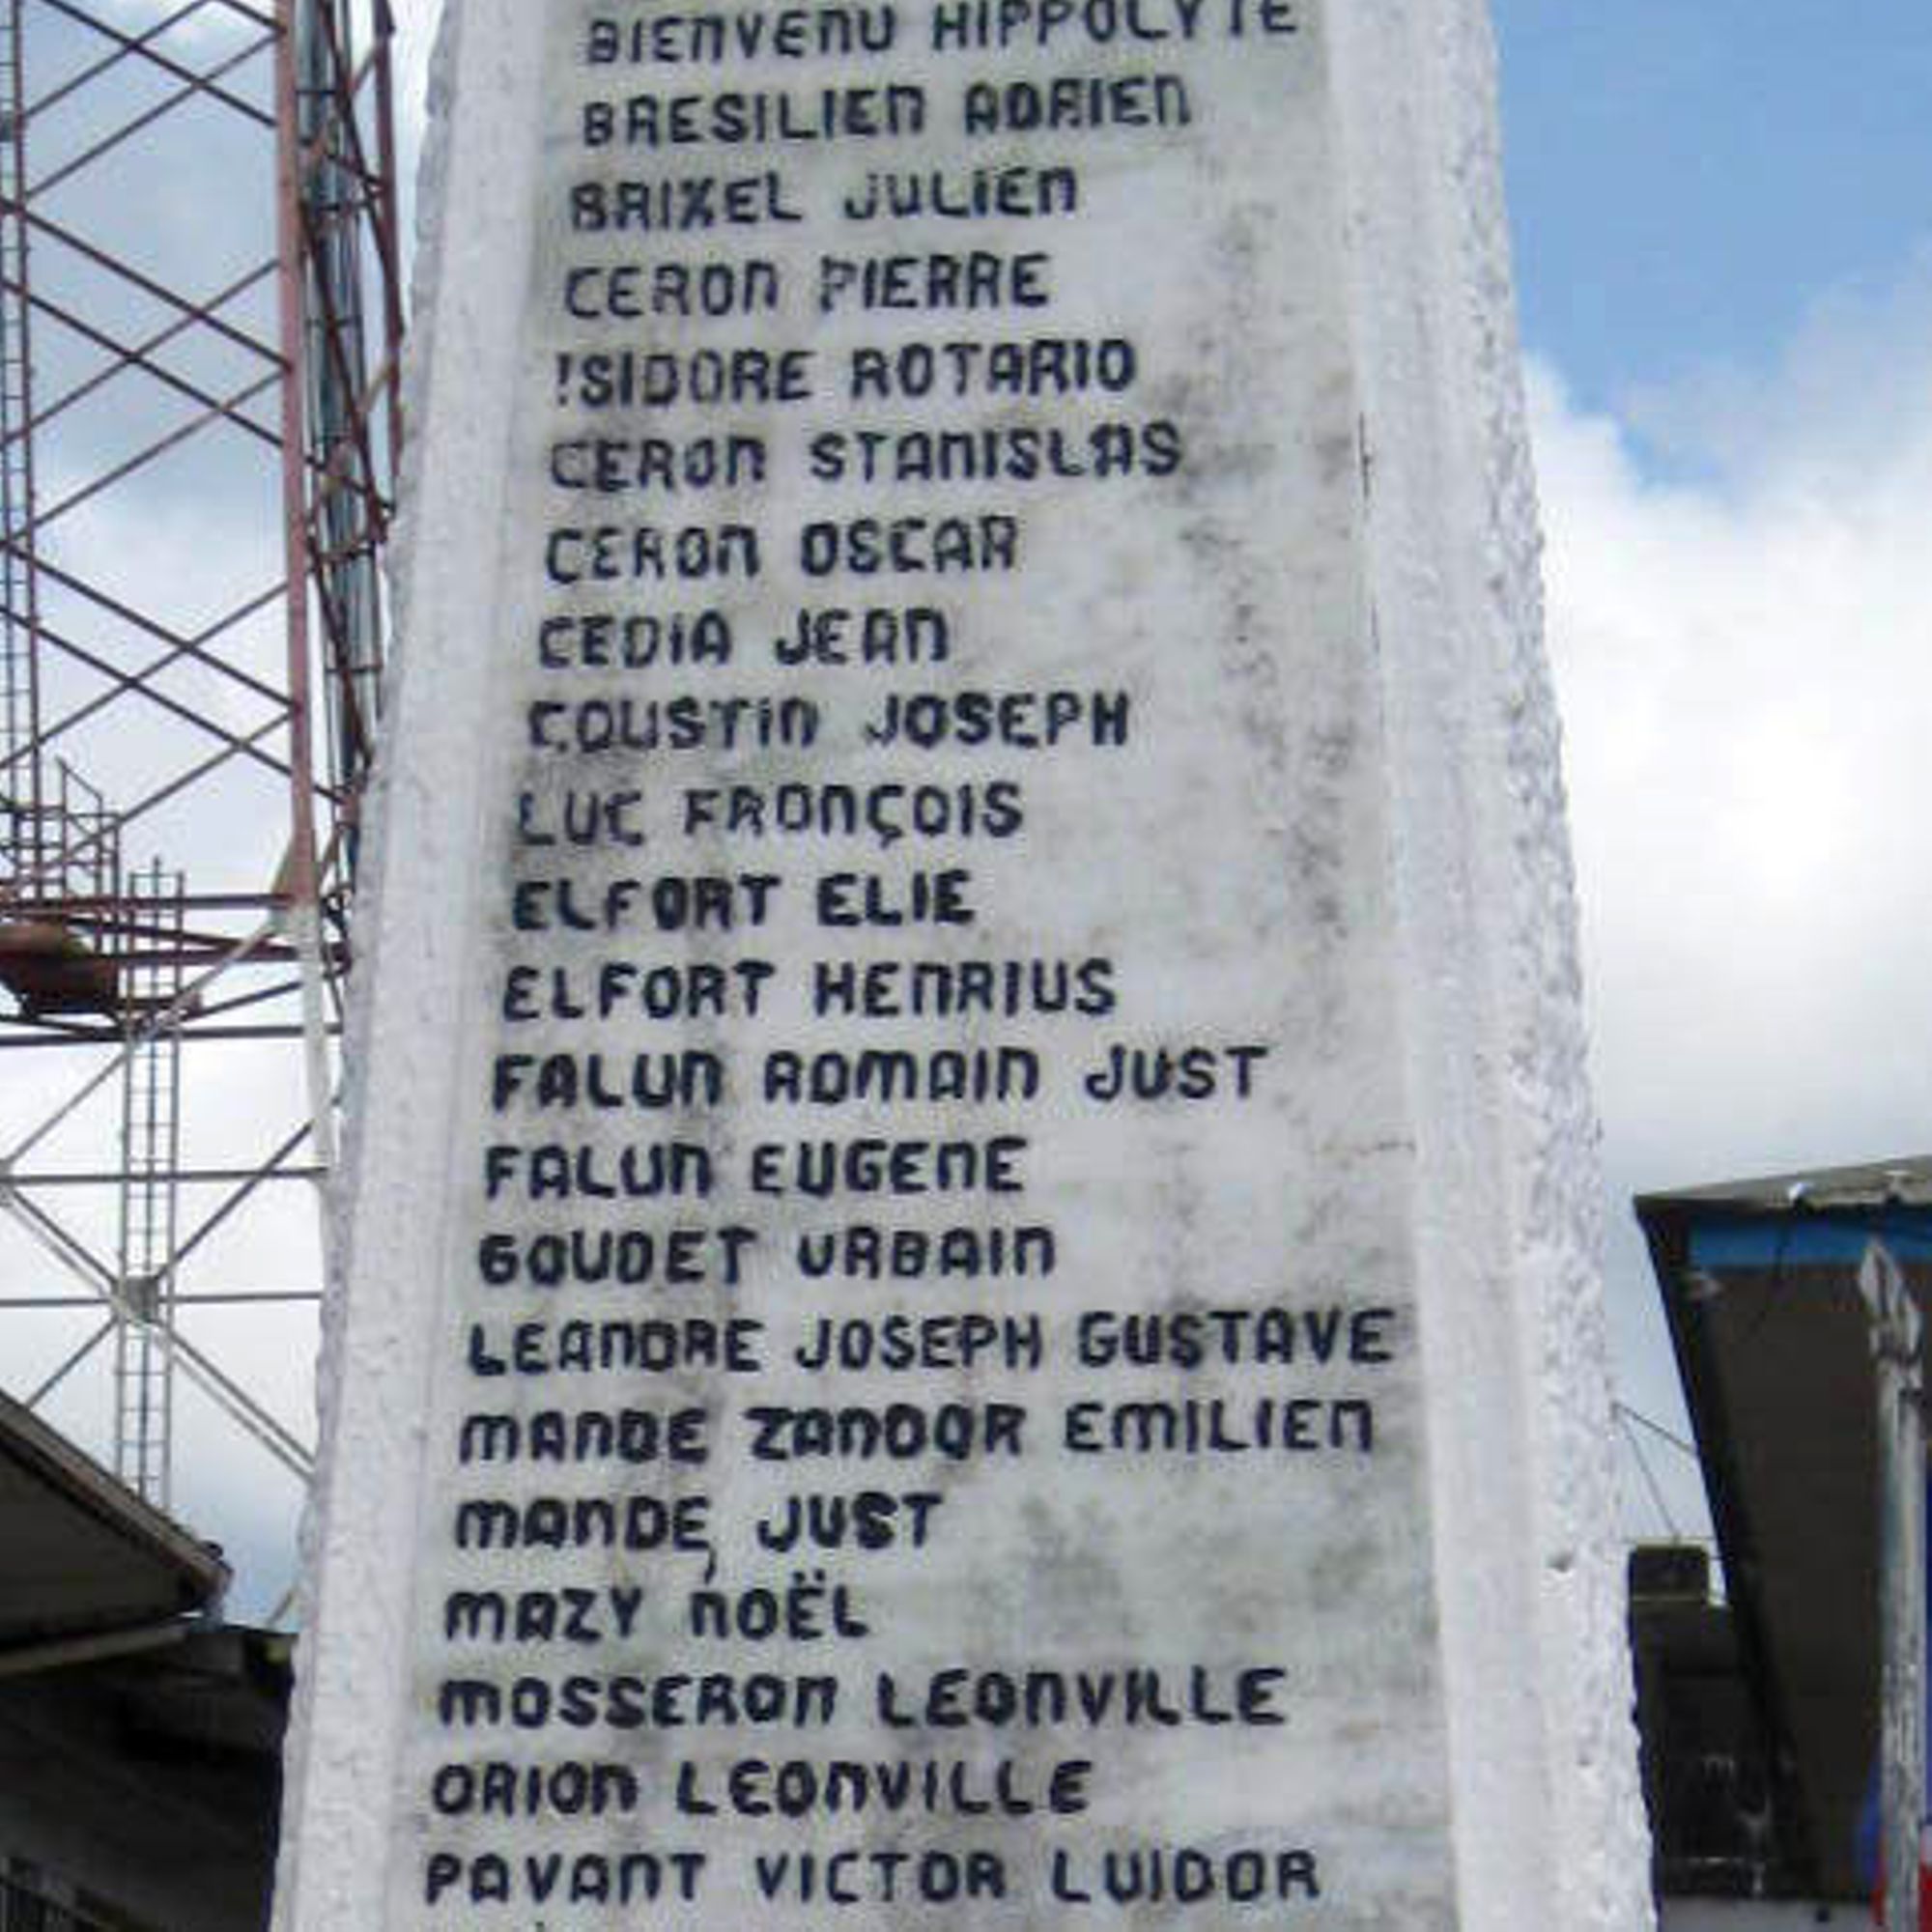 BIENVENU HIPPOLYTE
BRESILIEN ADRIEN
BRIXEL JULIEN
CERON PIERRE
ISIDORE ROTARIO
CERON STANISLAS
CERON OSCAR
CEDIA JEAN
COUSTIN JOSEPH
LUC FRONÇOIS
ELFORT ELIE
ELFORT HENRIUS
FALUN ROMAIN JUST
FALUN EUGENE
GOUDET URBAIN
LEANDRE JOSEPH GUSTAVE
MANDE ZANDOR EMILIEN
MANDE JUST
MAZY NOËL
MOSSERON LEONVILLE
ORION LEONVILLE
PAVANT VICTOR LUIDOR